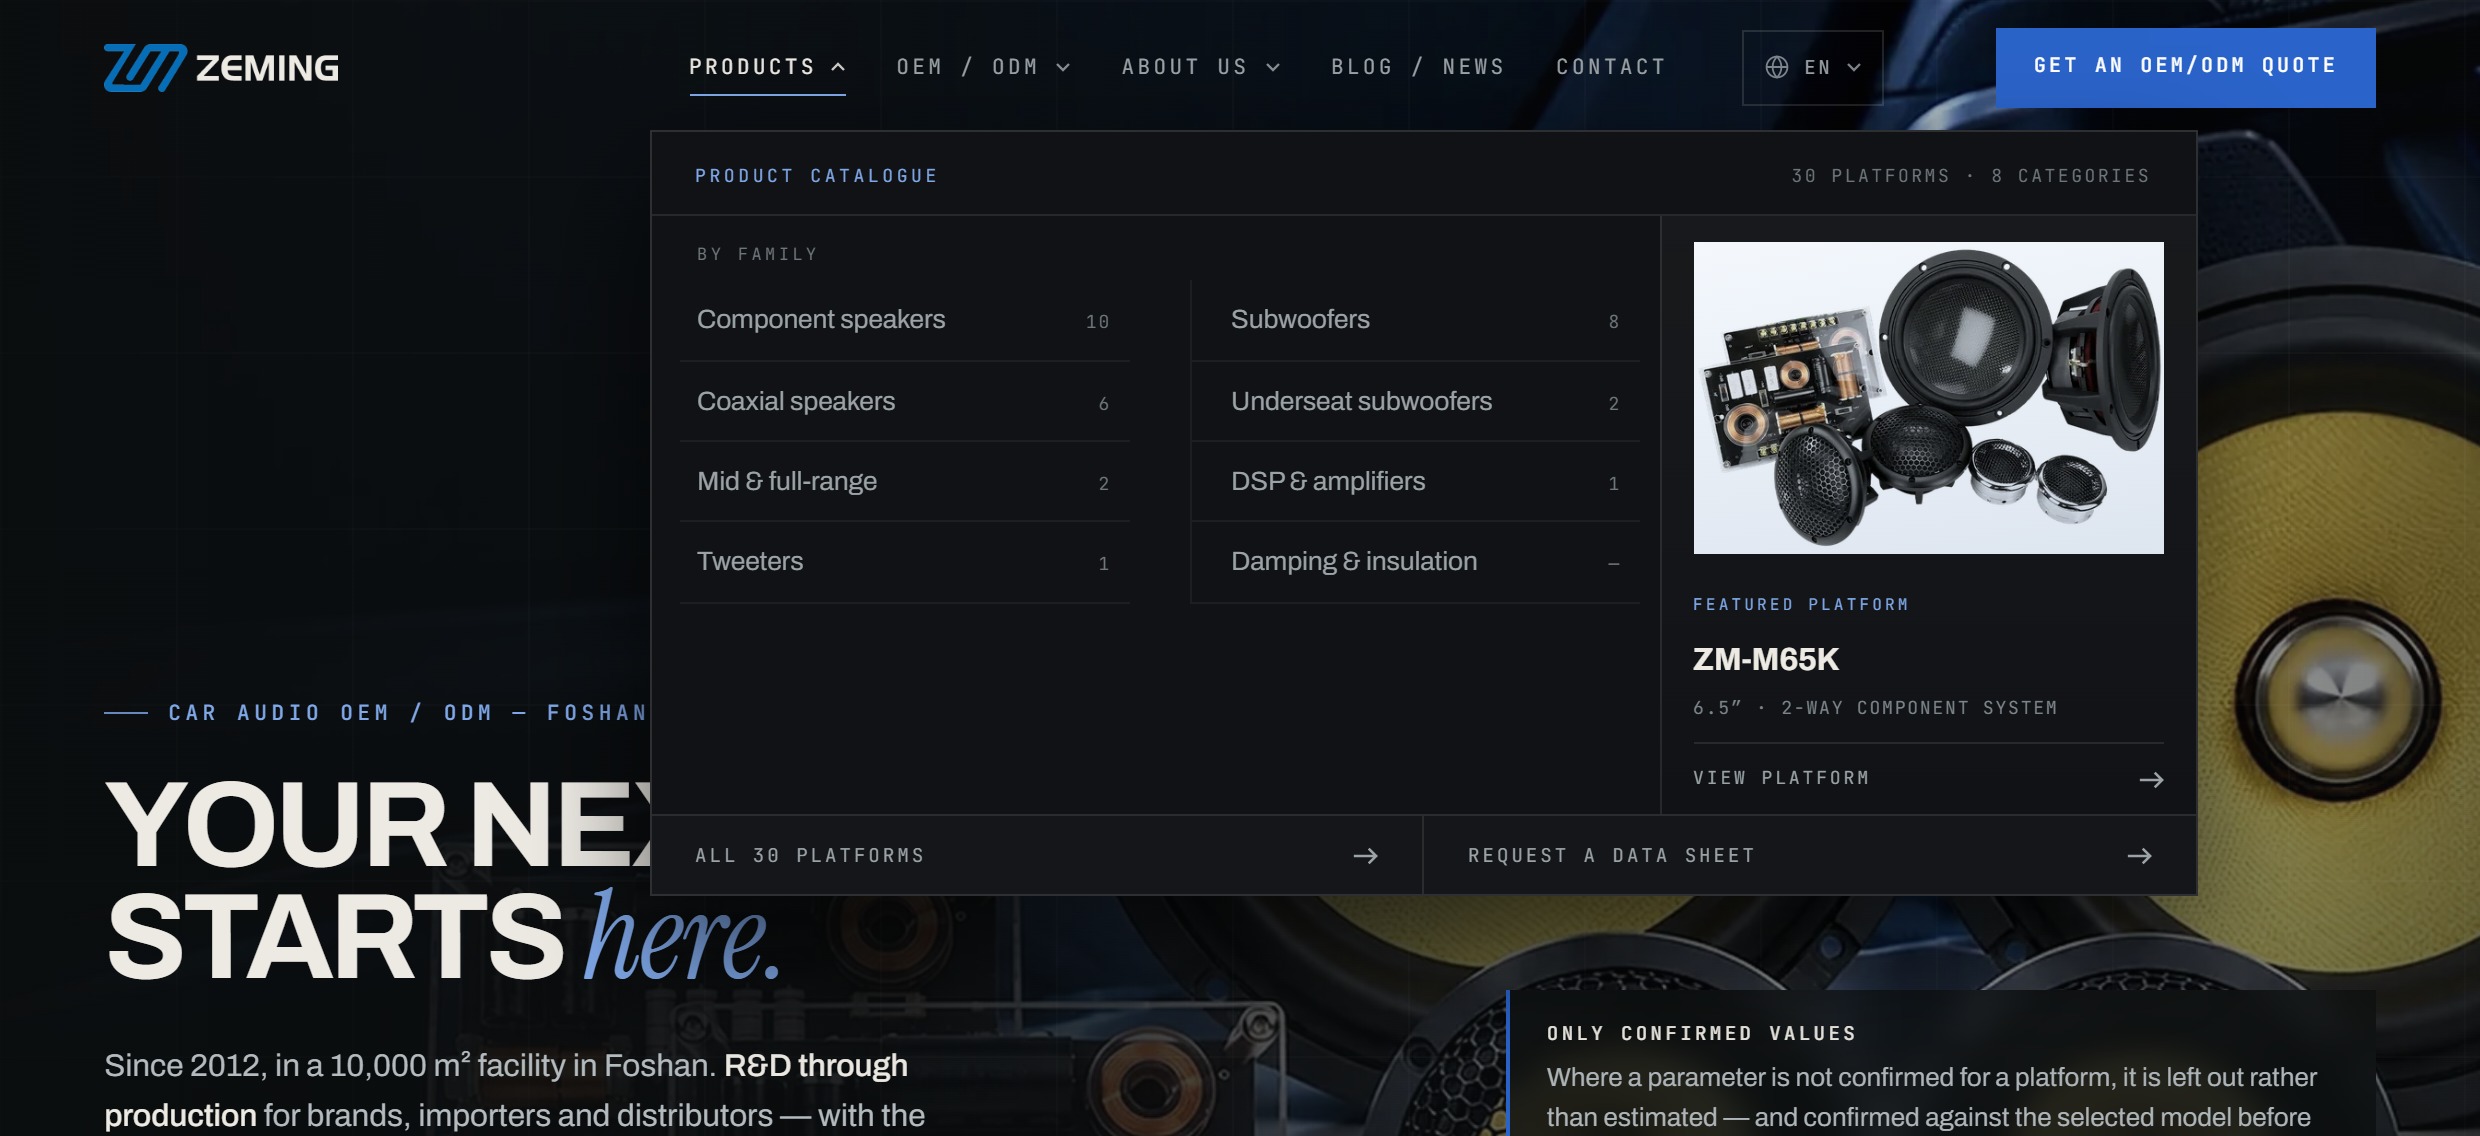 ZEMING
PRODUCTS
OEM / ODM
ABOUT US
BLOG / NEWS
CONTACT
EN
GET AN OEM/ODM QUOTE
PRODUCT CATALOGUE
30 PLATFORMS · 8 CATEGORIES
BY FAMILY
Component speakers 10
Subwoofers 8
Coaxial speakers 6
Underseat subwoofers 2
Mid & full-range 2
DSP & amplifiers 1
Tweeters 1
Damping & insulation –
FEATURED PLATFORM
ZM-M65K
6.5″ · 2-WAY COMPONENT SYSTEM
VIEW PLATFORM →
ALL 30 PLATFORMS →
REQUEST A DATA SHEET →
CAR AUDIO OEM / ODM — FOSHAN
YOUR NEX
STARTS here.
Since 2012, in a 10,000 m² facility in Foshan. R&D through
production for brands, importers and distributors — with the
ONLY CONFIRMED VALUES
Where a parameter is not confirmed for a platform, it is left out rather
than estimated — and confirmed against the selected model before